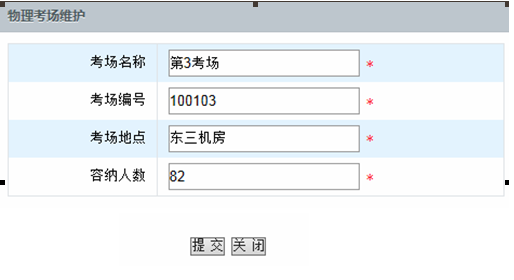 物理考场维护
考场名称 第3考场 *
考场编号 100103 *
考场地点 东三机房 *
容纳人数 82 *
提 交 关 闭